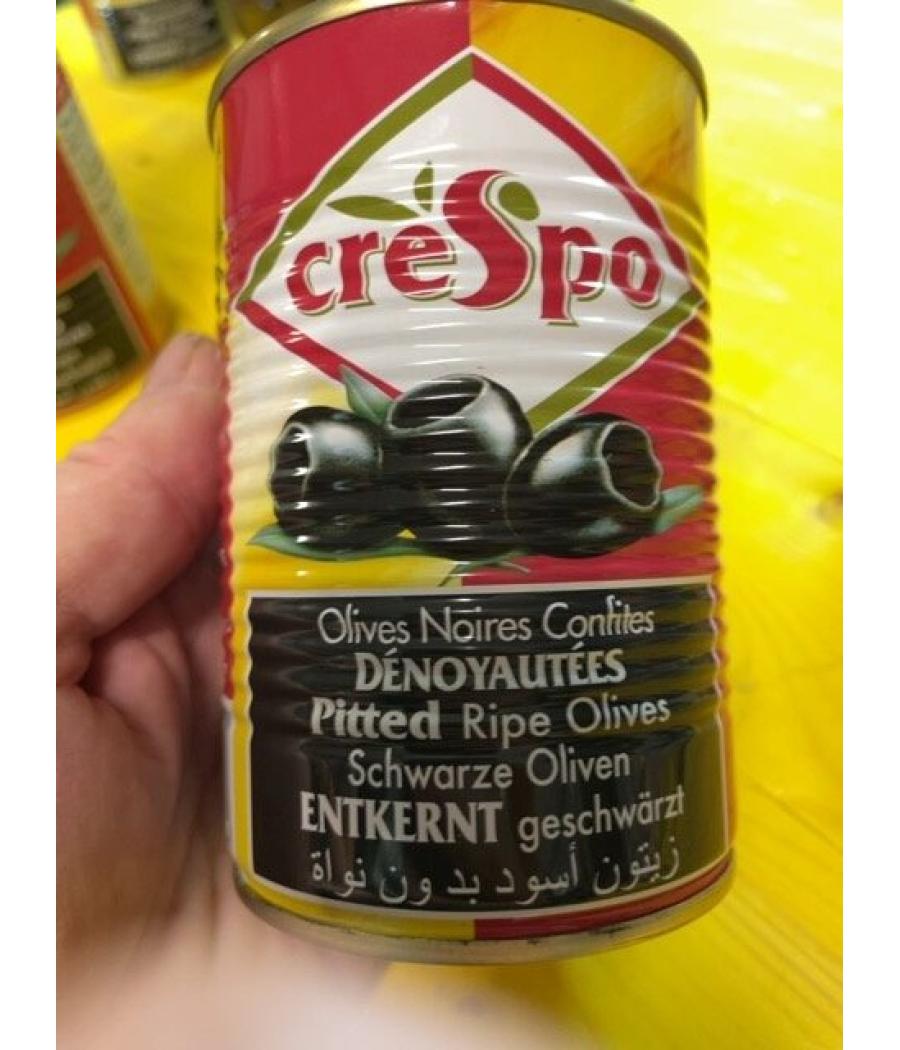 creSpo
Olives Noires Confites
DÉNOYAUTÉES
Pitted Ripe Olives
Schwarze Oliven
ENTKERNT geschwärzt
زيتون أسود بدون نواة